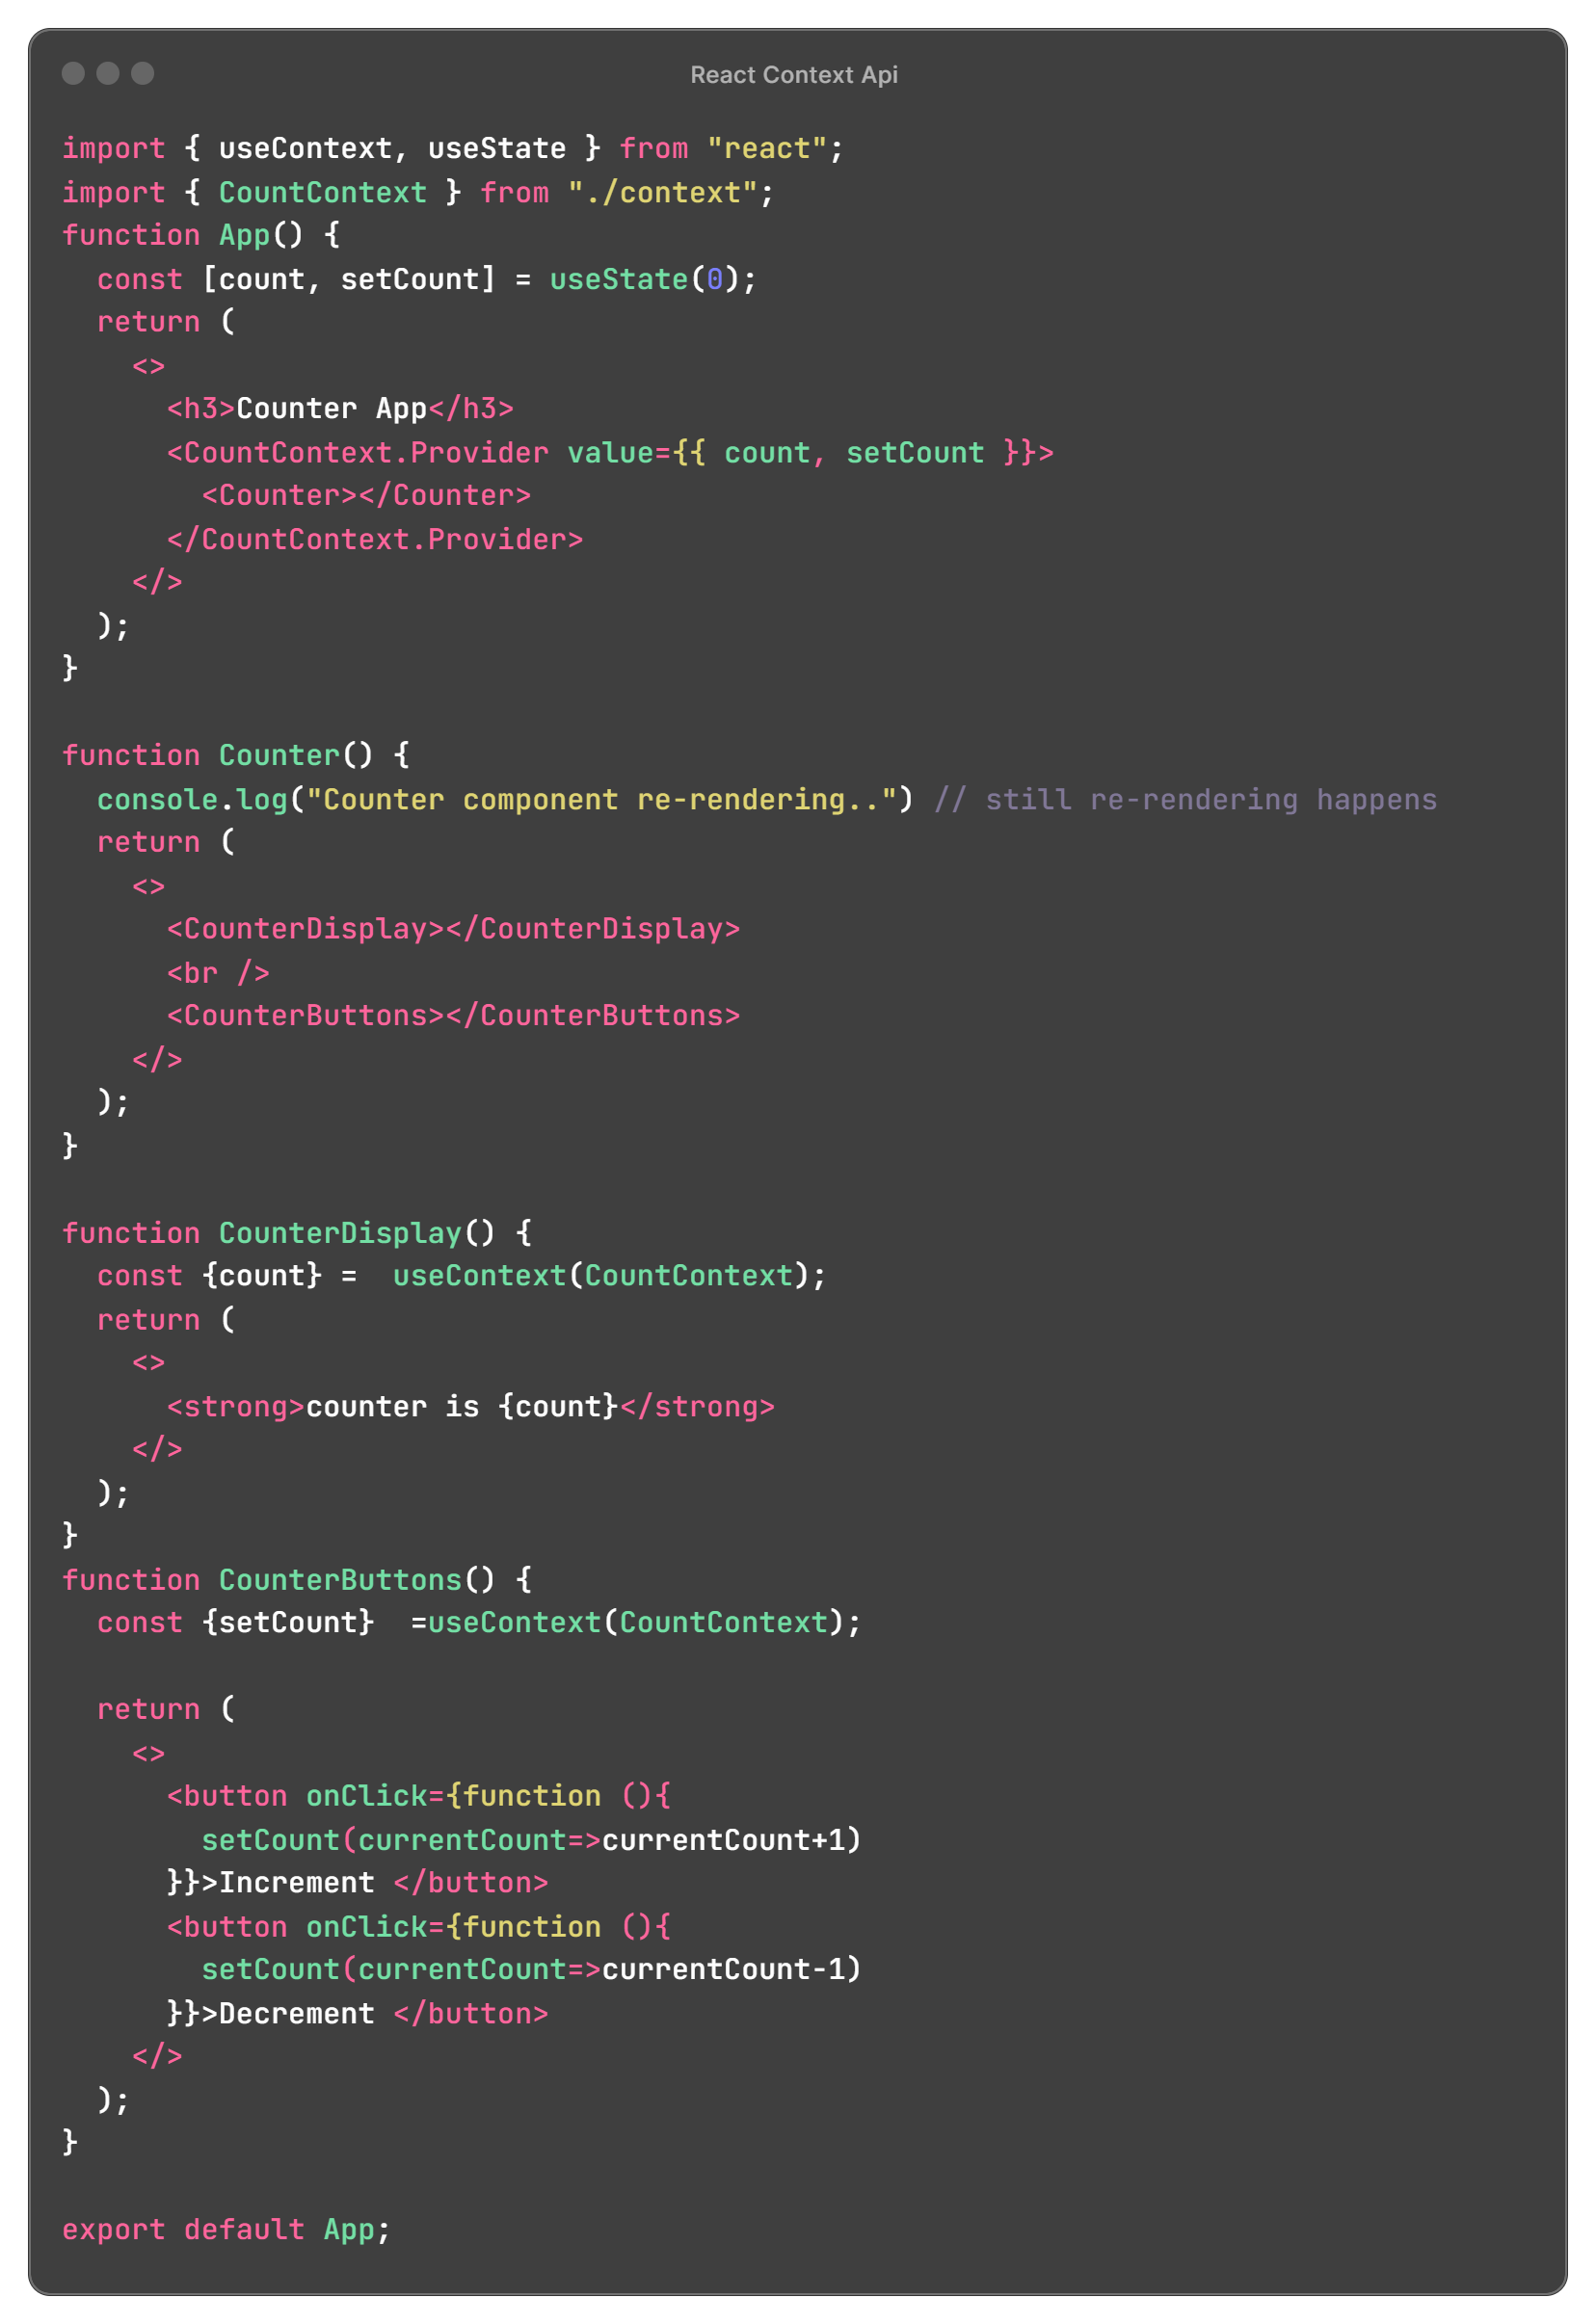 React Context Api
import { useContext, useState } from "react";
import { CountContext } from "./context";
function App() {
  const [count, setCount] = useState(0);
  return (
    <>
      <h3>Counter App</h3>
      <CountContext.Provider value={{ count, setCount }}>
        <Counter></Counter>
      </CountContext.Provider>
    </>
  );
}

function Counter() {
  console.log("Counter component re-rendering..") // still re-rendering happens
  return (
    <>
      <CounterDisplay></CounterDisplay>
      <br />
      <CounterButtons></CounterButtons>
    </>
  );
}

function CounterDisplay() {
  const {count} =  useContext(CountContext);
  return (
    <>
      <strong>counter is {count}</strong>
    </>
  );
}
function CounterButtons() {
  const {setCount}  =useContext(CountContext);

  return (
    <>
      <button onClick={function (){
        setCount(currentCount=>currentCount+1)
      }}>Increment </button>
      <button onClick={function (){
        setCount(currentCount=>currentCount-1)
      }}>Decrement </button>
    </>
  );
}

export default App;